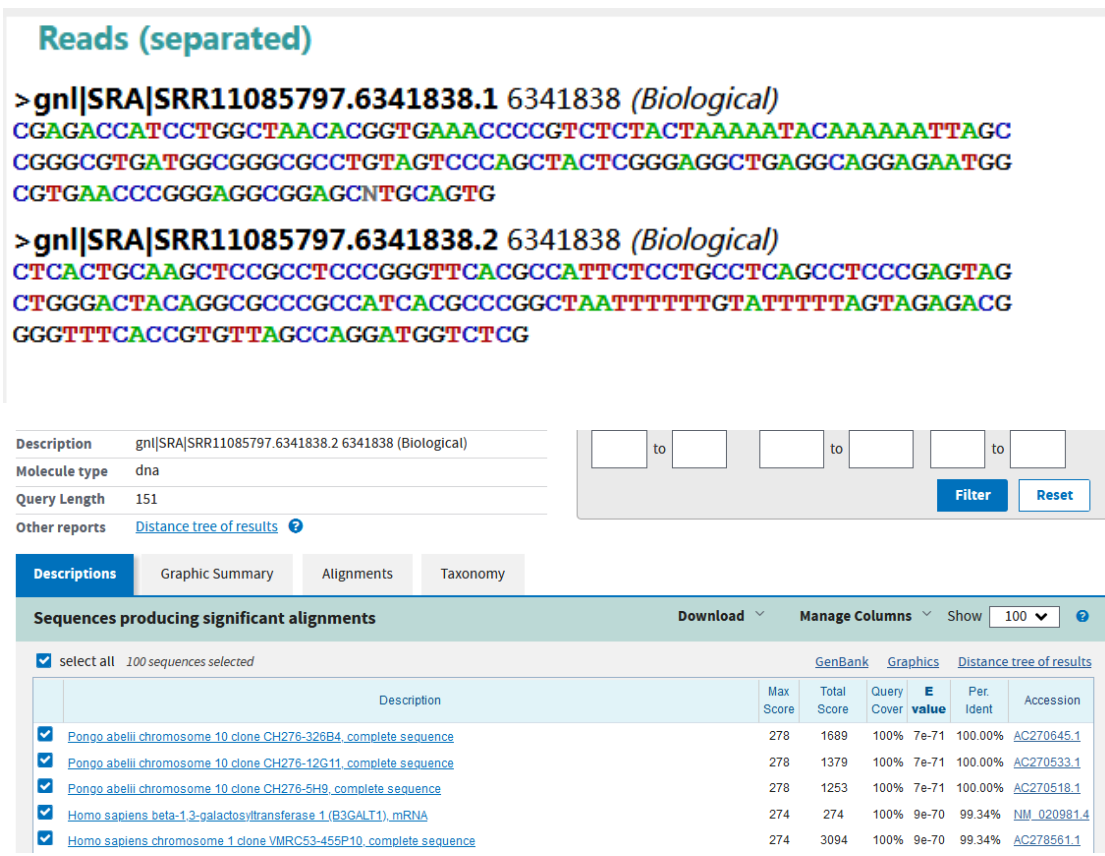 Reads (separated)
>gnl|SRA|SRR11085797.6341838.1 6341838 (Biological)
CGAGACCATCCTGGCTAACACGGTGAAACCCCGTCTCTACTAAAAATACAAAAAATTAGC
CGGGCGTGATGGCGGGCGCCTGTAGTCCCAGCTACTCGGGAGGCTGAGGCAGGAGAATGG
CGTGAACCCGGGAGGCGGAGCNTGCAGTG
>gnl|SRA|SRR11085797.6341838.2 6341838 (Biological)
CTCACTGCAAGCTCCGCCTCCCGGGTTCACGCCATTCTCCTGCCTCAGCCTCCCGAGTAG
CTGGGACTACAGGCGCCCGCCATCACGCCCGGCTAATTTTTTGTATTTTTAGTAGAGACG
GGGTTTCACCGTGTTAGCCAGGATGGTCTCG
Description gnl|SRA|SRR11085797.6341838.2 6341838 (Biological)
Molecule type dna
Query Length 151
Other reports Distance tree of results ?
to to to
Filter Reset
Descriptions Graphic Summary Alignments Taxonomy
Sequences producing significant alignments Download Manage Columns Show 100 ?
select all 100 sequences selected GenBank Graphics Distance tree of results
Description Max Score Total Score Query Cover E value Per. Ident Accession
Pongo abelii chromosome 10 clone CH276-326B4, complete sequence 278 1689 100% 7e-71 100.00% AC270645.1
Pongo abelii chromosome 10 clone CH276-12G11, complete sequence 278 1379 100% 7e-71 100.00% AC270533.1
Pongo abelii chromosome 10 clone CH276-5H9, complete sequence 278 1253 100% 7e-71 100.00% AC270518.1
Homo sapiens beta-1,3-galactosyltransferase 1 (B3GALT1), mRNA 274 274 100% 9e-70 99.34% NM_020981.4
Homo sapiens chromosome 1 clone VMRC53-455P10, complete sequence 274 3094 100% 9e-70 99.34% AC278561.1